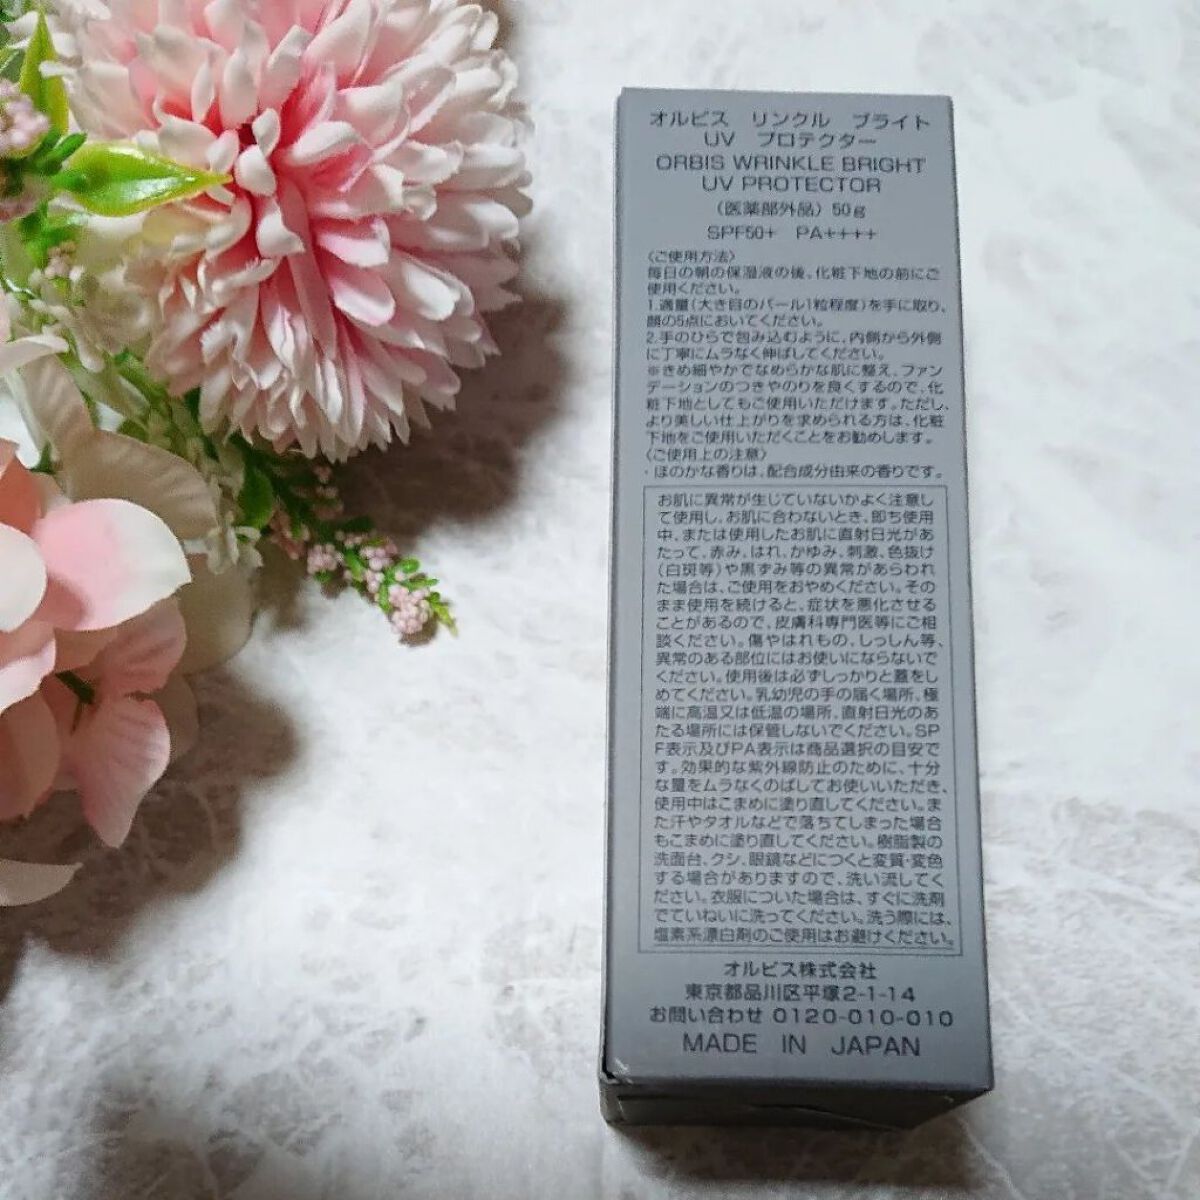 オルビス リンクル ブライト
UV プロテクター
ORBIS WRINKLE BRIGHT
UV PROTECTOR
（医薬部外品）50g
SPF50+ PA++++
〈ご使用方法〉
毎日の朝の保湿液の後、化粧下地の前にご
使用ください。
1.適量（大き目のパール1粒程度）を手に取り、
顔の5点においてください。
2.手のひらで包み込むように、内側から外側
に丁寧にムラなく伸ばしてください。
※きめ細やかでなめらかな肌に整え、ファン
デーションのつきやのりを良くするので、化
粧下地としてもご使用いただけます。ただし、
より美しい仕上がりを求められる方は、化粧
下地をご使用いただくことをお勧めします。
〈ご使用上の注意〉
・ほのかな香りは、配合成分由来の香りです。
お肌に異常が生じていないかよく注意し
て使用し、お肌に合わないとき、即ち使用
中、または使用したお肌に直射日光があ
たって、赤み、はれ、かゆみ、刺激、色抜け
（白斑等）や黒ずみ等の異常があらわれ
た場合は、ご使用をおやめください。その
まま使用を続けると、症状を悪化させる
ことがあるので、皮膚科専門医等にご相
談ください。傷やはれもの、しっしん等、
異常のある部位にはお使いにならないで
ください。使用後は必ずしっかりと蓋をし
めてください。乳幼児の手の届く場所、極
端に高温又は低温の場所、直射日光のあ
たる場所には保管しないでください。SP
F表示及びPA表示は商品選択の目安で
す。効果的な紫外線防止のために、十分
な量をムラなくのばしてお使いいただき、
使用中はこまめに塗り直してください。ま
た汗やタオルなどで落ちてしまった場合
もこまめに塗り直してください。樹脂製の
洗面台、クシ、眼鏡などにつくと変質・変色
する場合がありますので、洗い流してく
ださい。衣服についた場合は、すぐに洗剤
でていねいに洗ってください。洗う際には、
塩素系漂白剤のご使用はお避けください。
オルビス株式会社
東京都品川区平塚2-1-14
お問い合わせ 0120-010-010
MADE IN JAPAN